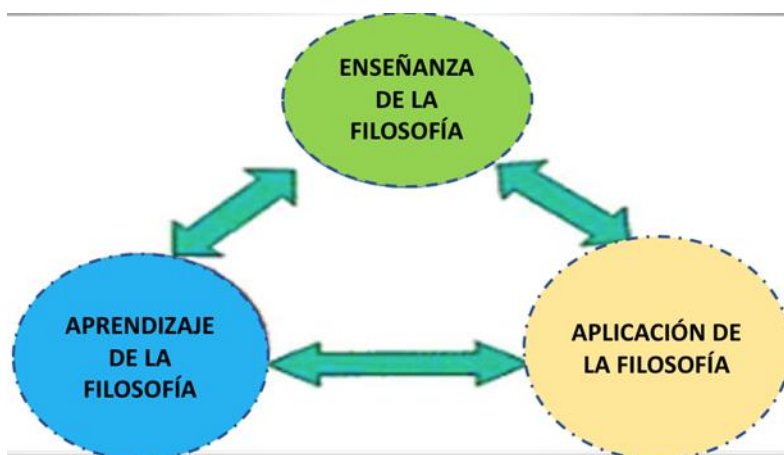 ENSEÑANZA
DE LA
FILOSOFÍA
APRENDIZAJE
DE LA
FILOSOFÍA
APLICACIÓN DE
LA FILOSOFÍA